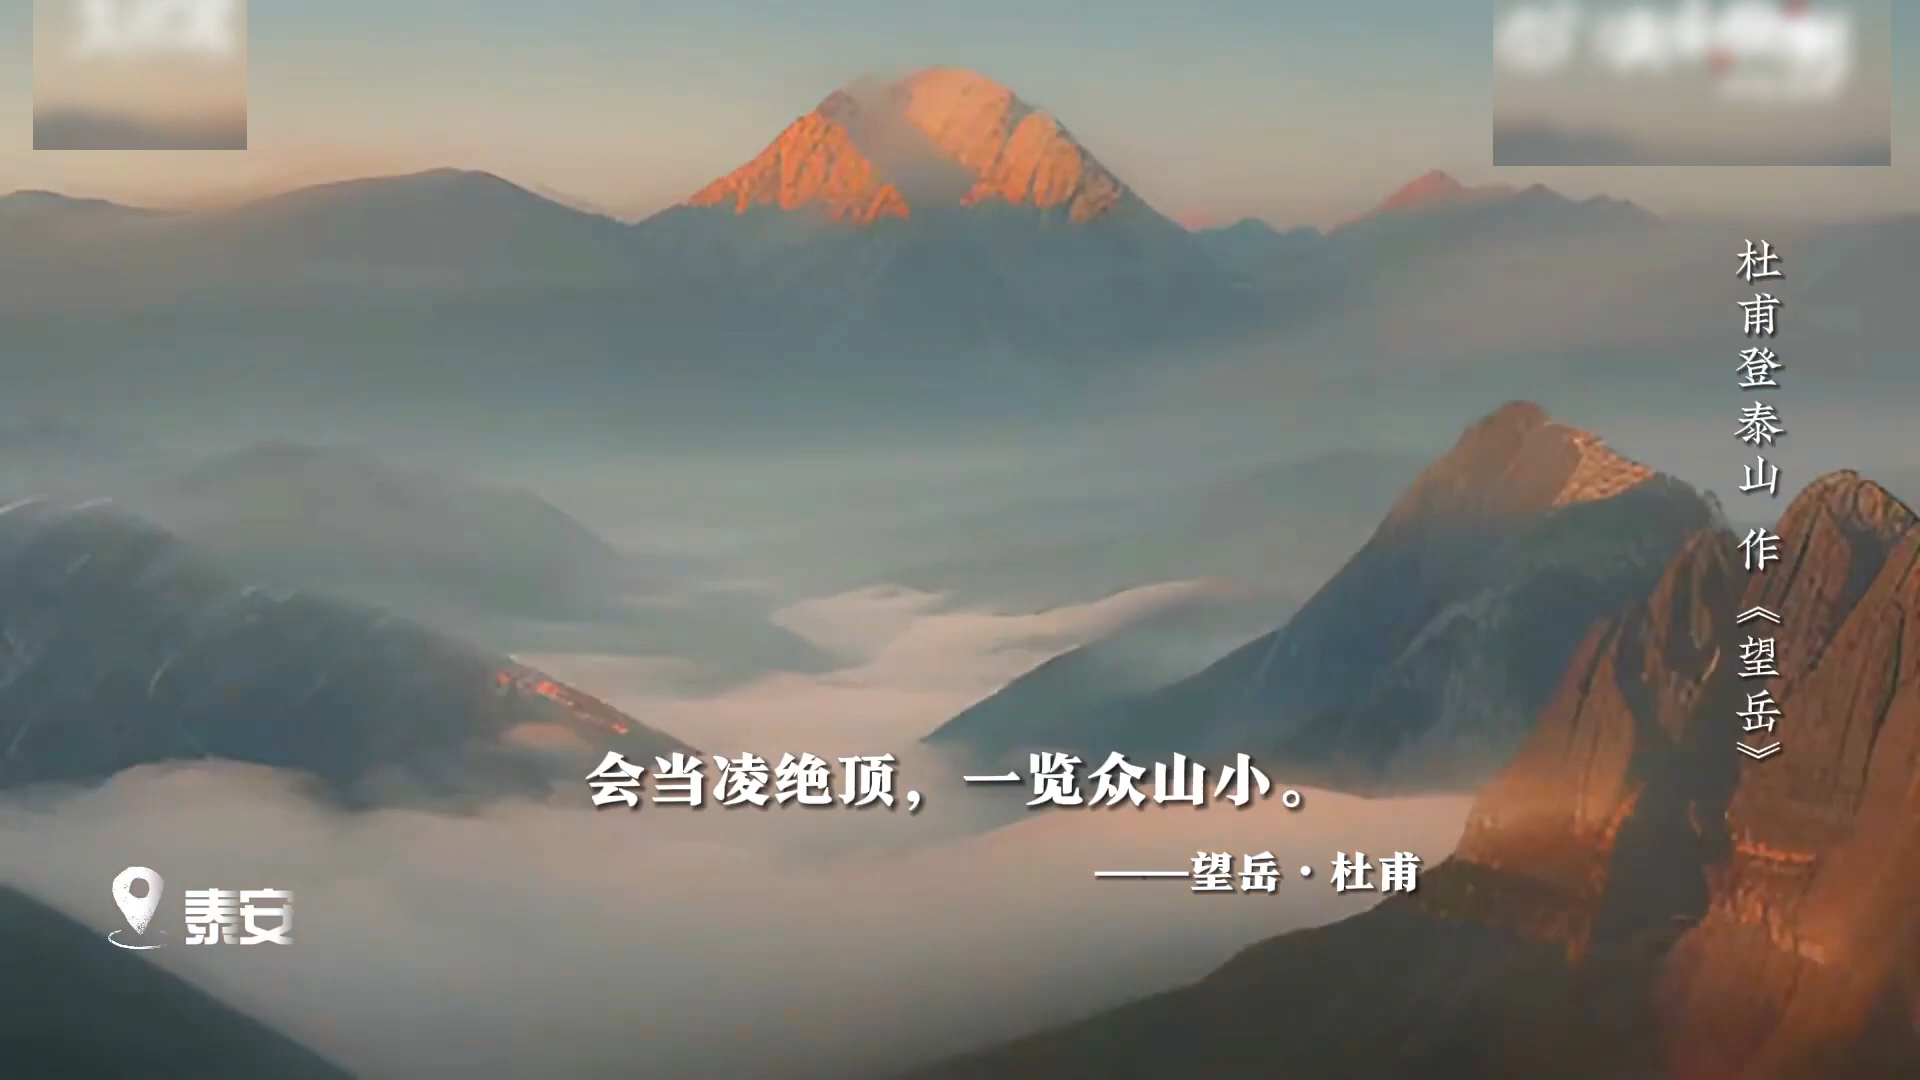 杜甫登泰山 作《望岳》
会当凌绝顶，一览众山小。
——望岳·杜甫
泰安